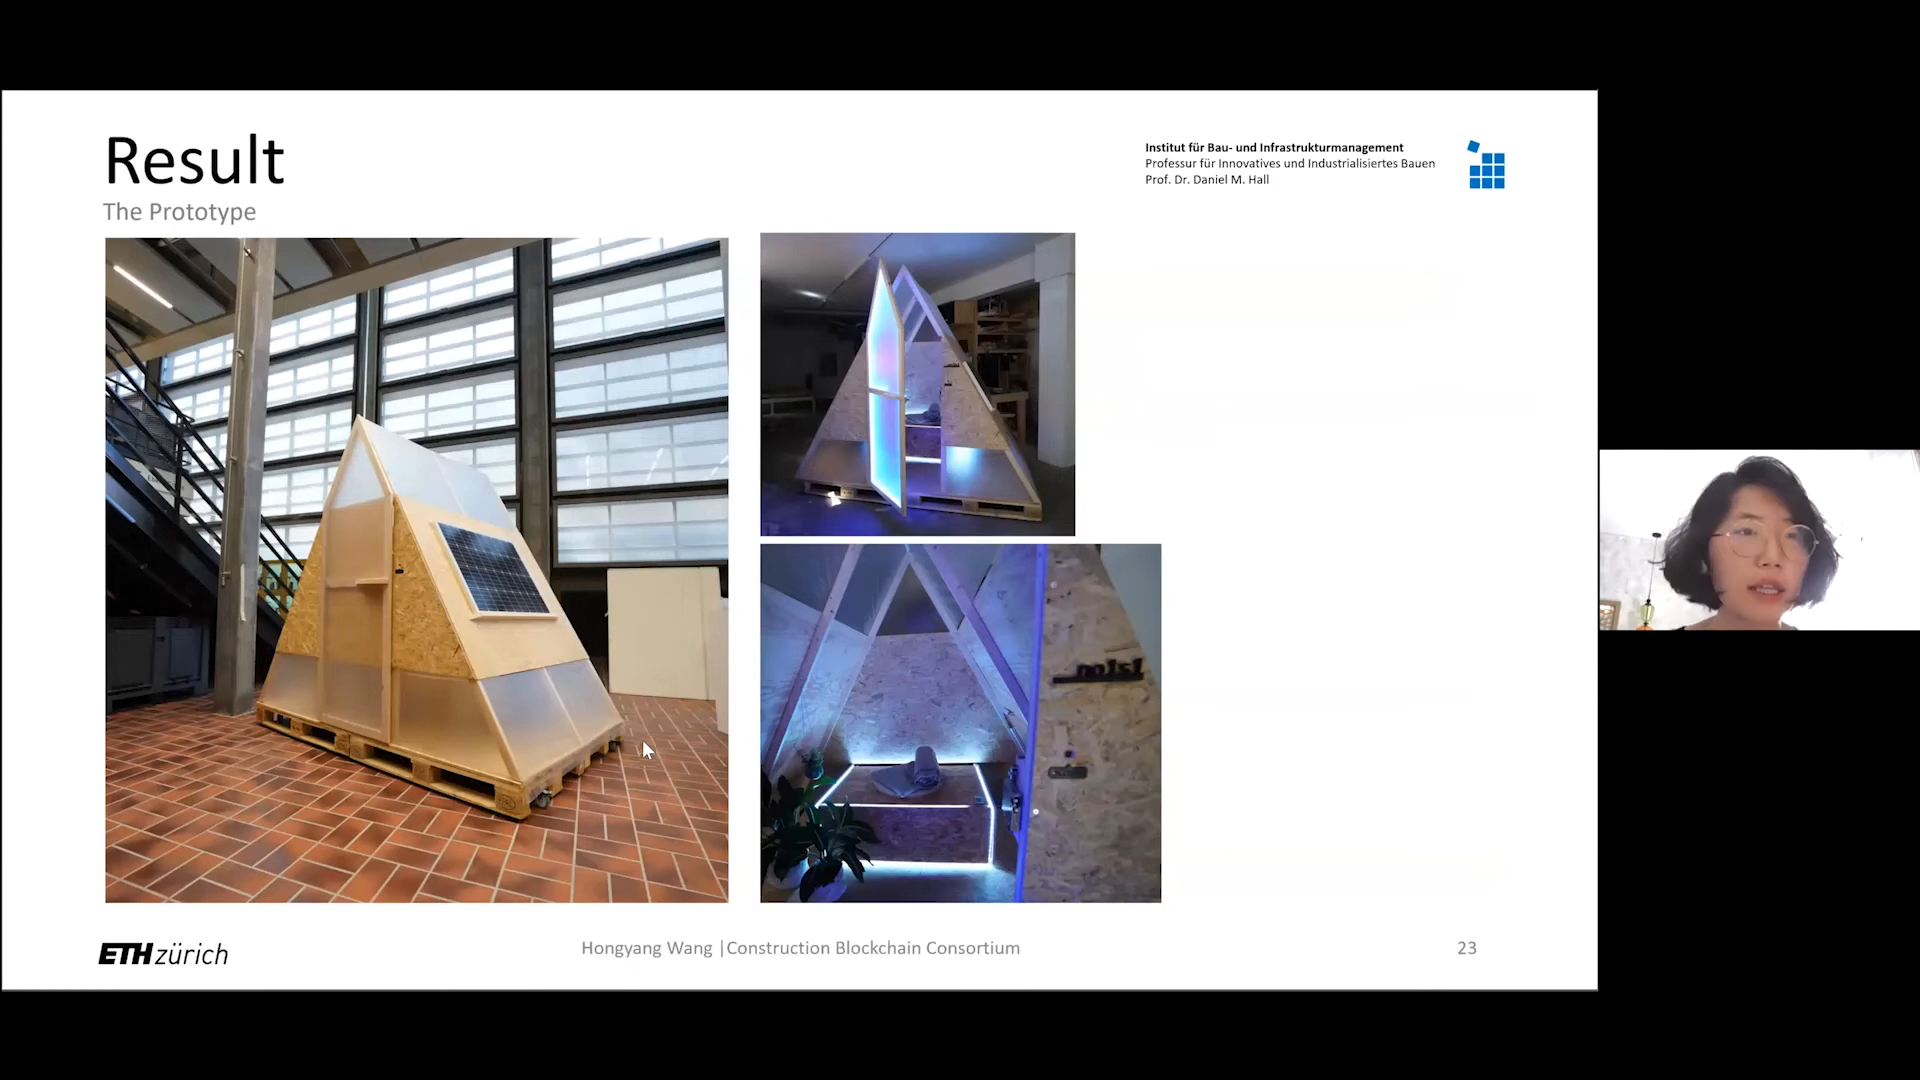 Result
The Prototype
Institut für Bau- und Infrastrukturmanagement
Professur für Innovatives und Industrialisiertes Bauen
Prof. Dr. Daniel M. Hall
ETH zürich
Hongyang Wang |Construction Blockchain Consortium
23